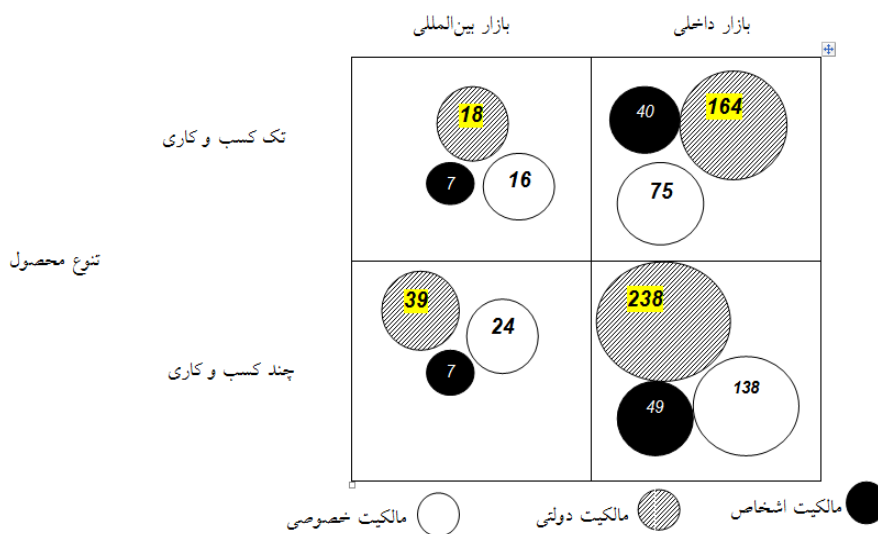 بازار داخلی
بازار بین‌المللی
تک کسب و کاری
18
7
16
40
164
75
تنوع محصول
39
24
7
238
138
49
چند کسب و کاری
مالکیت اشخاص
مالکیت دولتی
مالکیت خصوصی